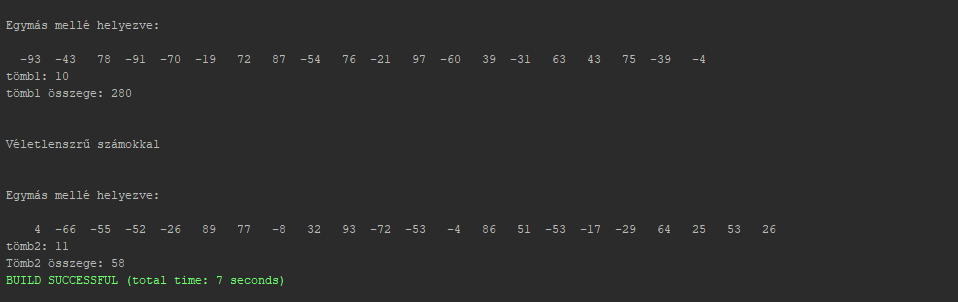 Egymás mellé helyezve:
-93 -43 78 -91 -70 -19 72 87 -54 76 -21 97 -60 39 -31 63 43 75 -39 -4
tömb1: 10
tömb1 összege: 280
Véletlenszrű számokkal
Egymás mellé helyezve:
4 -66 -55 -52 -26 89 77 -8 32 93 -72 -53 -4 86 51 -53 -17 -29 64 25 53 26
tömb2: 11
Tömb2 összege: 58
BUILD SUCCESSFUL (total time: 7 seconds)